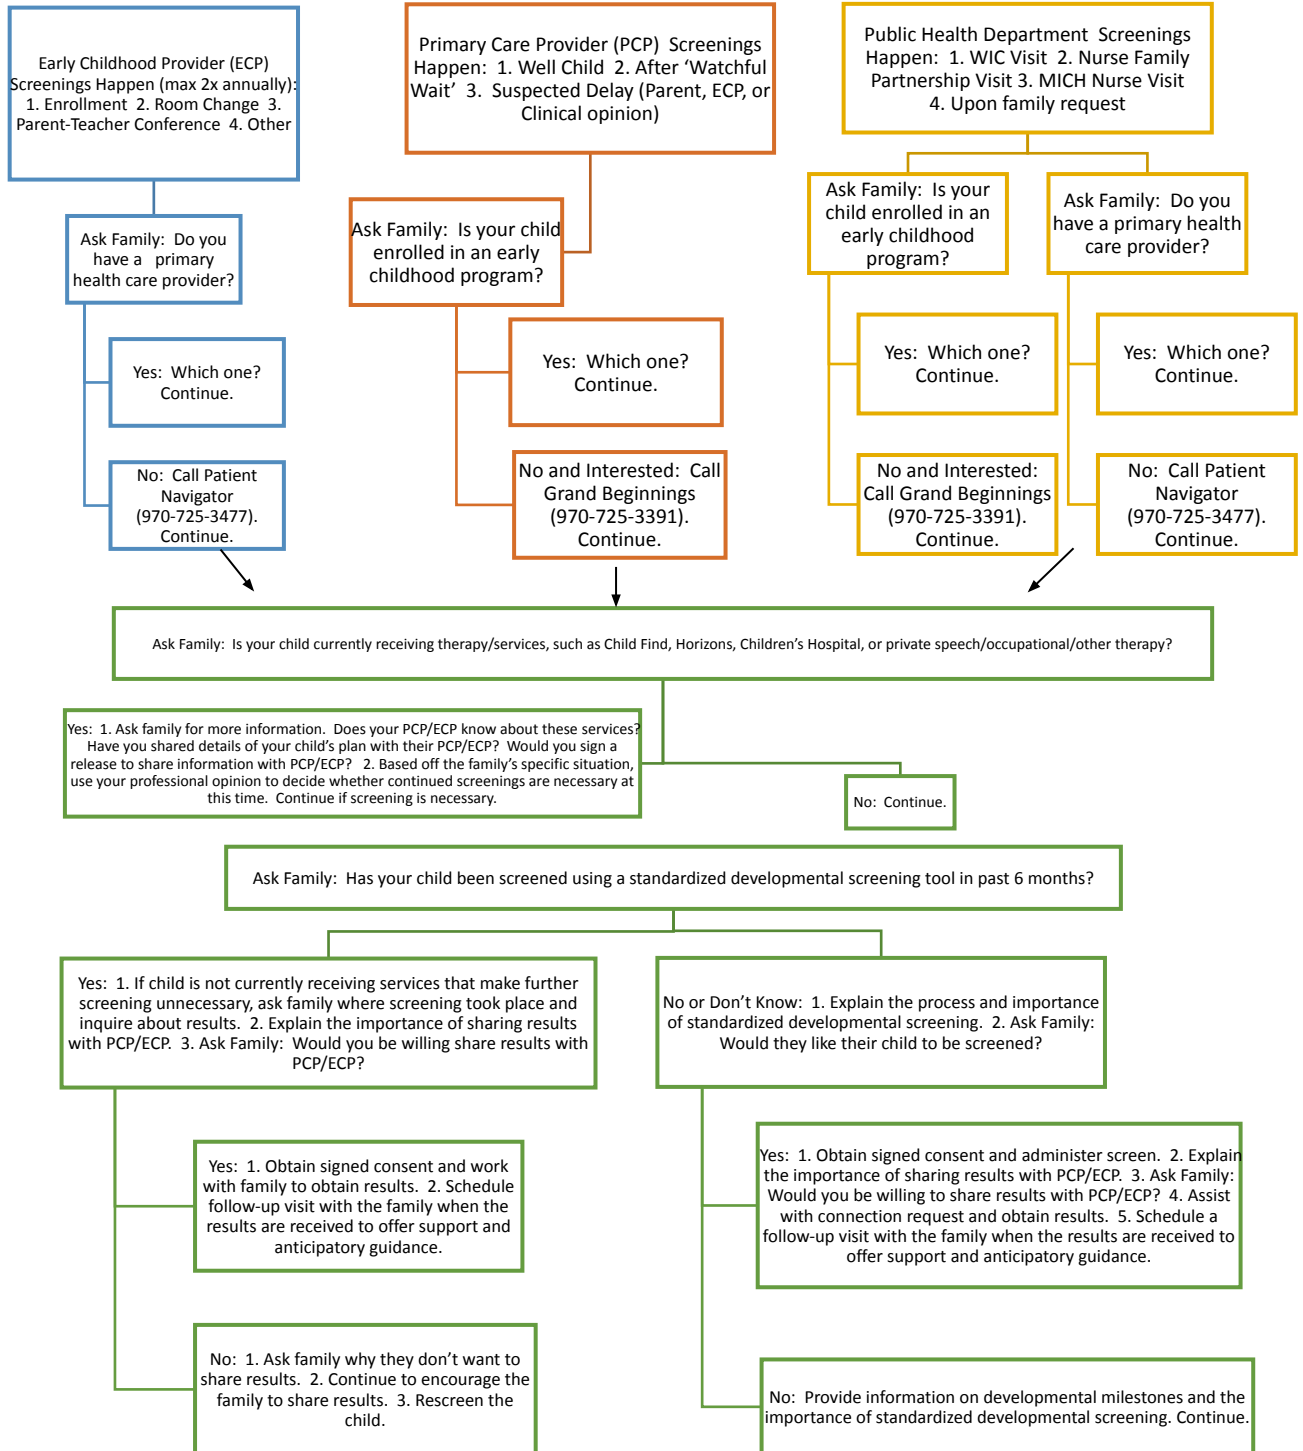 Early Childhood Provider (ECP)
Screenings Happen (max 2x annually):
1. Enrollment 2. Room Change 3.
Parent-Teacher Conference 4. Other
Primary Care Provider (PCP) Screenings
Happen: 1. Well Child 2. After ‘Watchful
Wait’ 3. Suspected Delay (Parent, ECP, or
Clinical opinion)
Public Health Department Screenings
Happen: 1. WIC Visit 2. Nurse Family
Partnership Visit 3. MICH Nurse Visit
4. Upon family request
Ask Family: Do you
have a primary
health care provider?
Ask Family: Is your child
enrolled in an early
childhood program?
Ask Family: Is your
child enrolled in an
early childhood
program?
Ask Family: Do you
have a primary health
care provider?
Yes: Which one?
Continue.
Yes: Which one?
Continue.
Yes: Which one?
Continue.
Yes: Which one?
Continue.
No: Call Patient
Navigator
(970-725-3477).
Continue.
No and Interested: Call
Grand Beginnings
(970-725-3391).
Continue.
No and Interested:
Call Grand Beginnings
(970-725-3391).
Continue.
No: Call Patient
Navigator
(970-725-3477).
Continue.
Ask Family: Is your child currently receiving therapy/services, such as Child Find, Horizons, Children’s Hospital, or private speech/occupational/other therapy?
Yes: 1. Ask family for more information. Does your PCP/ECP know about these services?
Have you shared details of your child’s plan with their PCP/ECP? Would you sign a
release to share information with PCP/ECP? 2. Based off the family’s specific situation,
use your professional opinion to decide whether continued screenings are necessary at
this time. Continue if screening is necessary.
No: Continue.
Ask Family: Has your child been screened using a standardized developmental screening tool in past 6 months?
Yes: 1. If child is not currently receiving services that make further
screening unnecessary, ask family where screening took place and
inquire about results. 2. Explain the importance of sharing results
with PCP/ECP. 3. Ask Family: Would you be willing share results with
PCP/ECP?
No or Don’t Know: 1. Explain the process and importance
of standardized developmental screening. 2. Ask Family:
Would they like their child to be screened?
Yes: 1. Obtain signed consent and work
with family to obtain results. 2. Schedule
follow-up visit with the family when the
results are received to offer support and
anticipatory guidance.
Yes: 1. Obtain signed consent and administer screen. 2. Explain
the importance of sharing results with PCP/ECP. 3. Ask Family:
Would you be willing to share results with PCP/ECP? 4. Assist
with connection request and obtain results. 5. Schedule a
follow-up visit with the family when the results are received to
offer support and anticipatory guidance.
No: 1. Ask family why they don’t want to
share results. 2. Continue to encourage the
family to share results. 3. Rescreen the
child.
No: Provide information on developmental milestones and the
importance of standardized developmental screening. Continue.